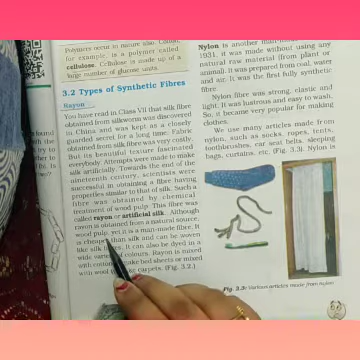 Polymers occur in nature also. Cotton,
for example, is a polymer called
cellulose. Cellulose is made up of a
large number of glucose units.
3.2 Types of Synthetic Fibres
Rayon
You have read in Class VII that silk fibre
obtained from silkworm was discovered
in China and was kept as a closely
guarded secret for a long time. Fabric
obtained from silk fibre was very costly.
But its beautiful texture fascinated
everybody. Attempts were made to make
silk artificially. Towards the end of the
nineteenth century, scientists were
successful in obtaining a fibre having
properties similar to that of silk. Such a
fibre was obtained by chemical
treatment of wood pulp. This fibre was
called rayon or artificial silk. Although
rayon is obtained from a natural source,
wood pulp, yet it is a man-made fibre. It
is cheaper than silk and can be woven
like silk fibres. It can also be dyed in a
wide variety of colours. Rayon is mixed
with cotton to make bed sheets or mixed
with wool to make carpets. (Fig. 3.2.)
Nylon is another man-made
1931. It was made without using any
natural raw material (from plant or
animal). It was prepared from coal, water
and air. It was the first fully synthetic
fibre.
Nylon fibre was strong, elastic and
light. It was lustrous and easy to wash.
So, it became very popular for making
clothes.
We use many articles made from
nylon, such as socks, ropes, tents,
toothbrushes, car seat belts, sleeping
bags, curtains, etc. (Fig. 3.3). Nylon is
Fig. 3.3: Various articles made from nylon